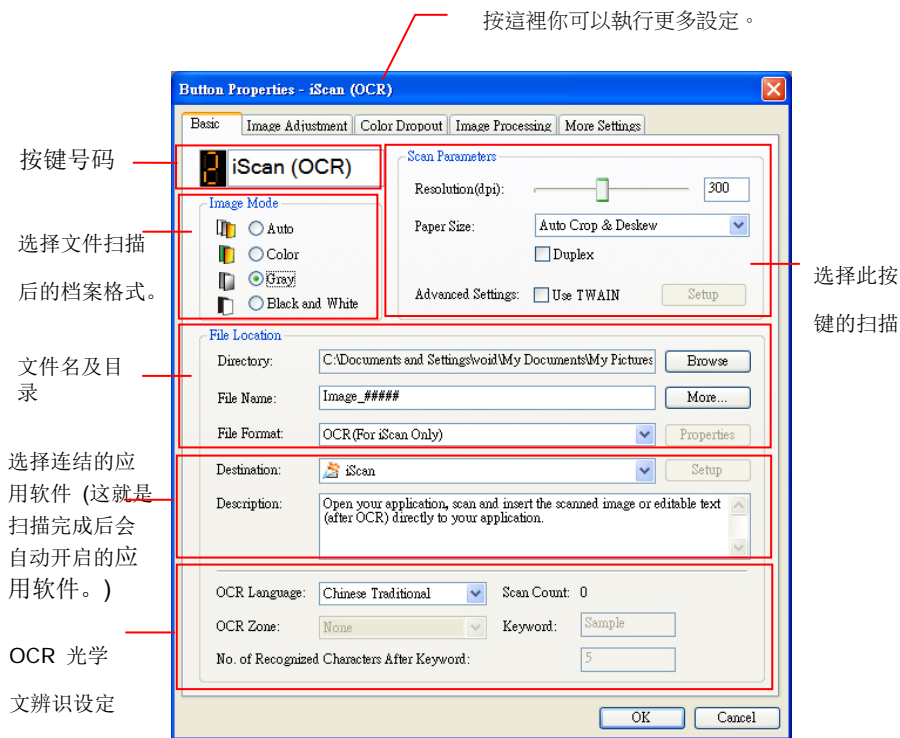 按這裡你可以執行更多設定。
Button Properties - iScan (OCR)
Basic Image Adjustment Color Dropout Image Processing More Settings
按键号码
2 iScan (OCR)
Image Mode
Auto
Color
Gray
Black and White
选择文件扫描
后的档案格式。
Scan Parameters
Resolution(dpi): 300
Paper Size: Auto Crop & Deskew
Duplex
Advanced Settings: Use TWAIN Setup
选择此按
键的扫描
文件名及目
录
File Location
Directory: C:\Documents and Settings\void\My Documents\My Pictures Browse
File Name: Image_##### More...
File Format: OCR(For iScan Only) Properties
选择连结的应
用软件 (这就是
扫描完成后会
自动开启的应
用软件。)
Destination: iScan Setup
Description: Open your application, scan and insert the scanned image or editable text
(after OCR) directly to your application.
OCR 光学
文辨识设定
OCR Language: Chinese Traditional Scan Count: 0
OCR Zone: None Keyword: Sample
No. of Recognized Characters After Keyword: 5
OK Cancel